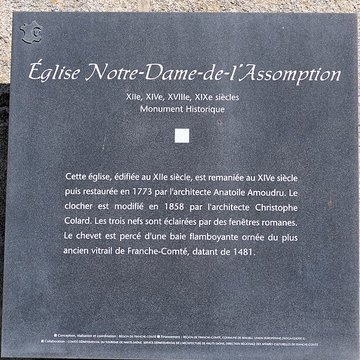 Église Notre-Dame-de-l'Assomption
XIIe, XIVe, XVIIIe, XIXe siècles
Monument Historique
Cette église, édifiée au XIIe siècle, est remaniée au XIVe siècle
puis restaurée en 1773 par l'architecte Anatoile Amoudru. Le
clocher est modifié en 1858 par l'architecte Christophe
Colard. Les trois nefs sont éclairées par des fenêtres romanes.
Le chevet est percé d'une baie flamboyante ornée du plus
ancien vitrail de Franche-Comté, datant de 1481.